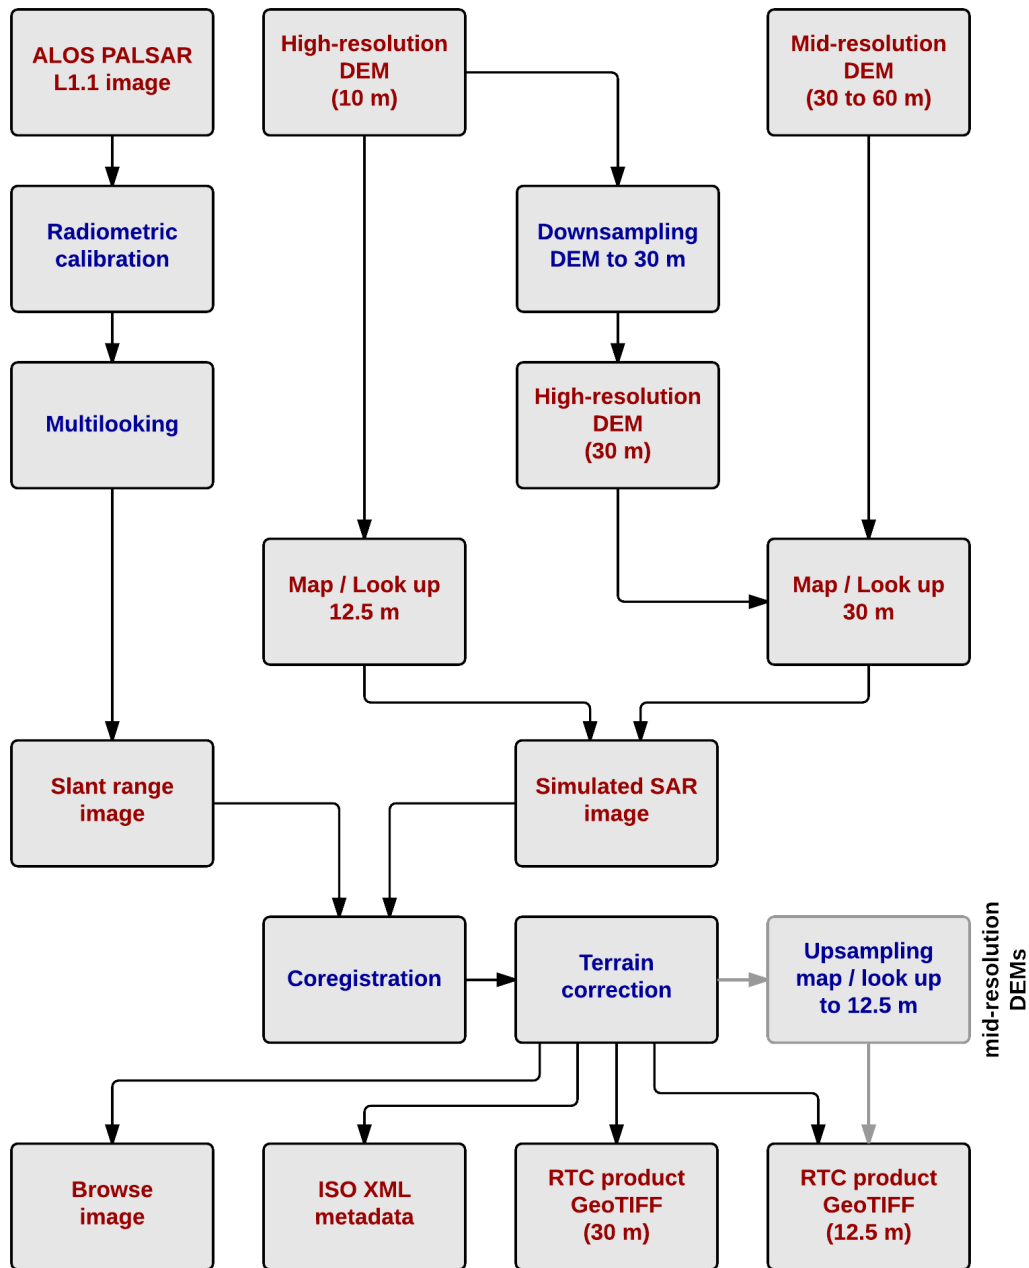 ALOS PALSAR
L1.1 image
High-resolution
DEM
(10 m)
Mid-resolution
DEM
(30 to 60 m)
Radiometric
calibration
Downsampling
DEM to 30 m
Multilooking
High-resolution
DEM
(30 m)
Map / Look up
12.5 m
Map / Look up
30 m
Slant range
image
Simulated SAR
image
Coregistration
Terrain
correction
Upsampling
map / look up
to 12.5 m
mid-resolution
DEMs
Browse
image
ISO XML
metadata
RTC product
GeoTIFF
(30 m)
RTC product
GeoTIFF
(12.5 m)